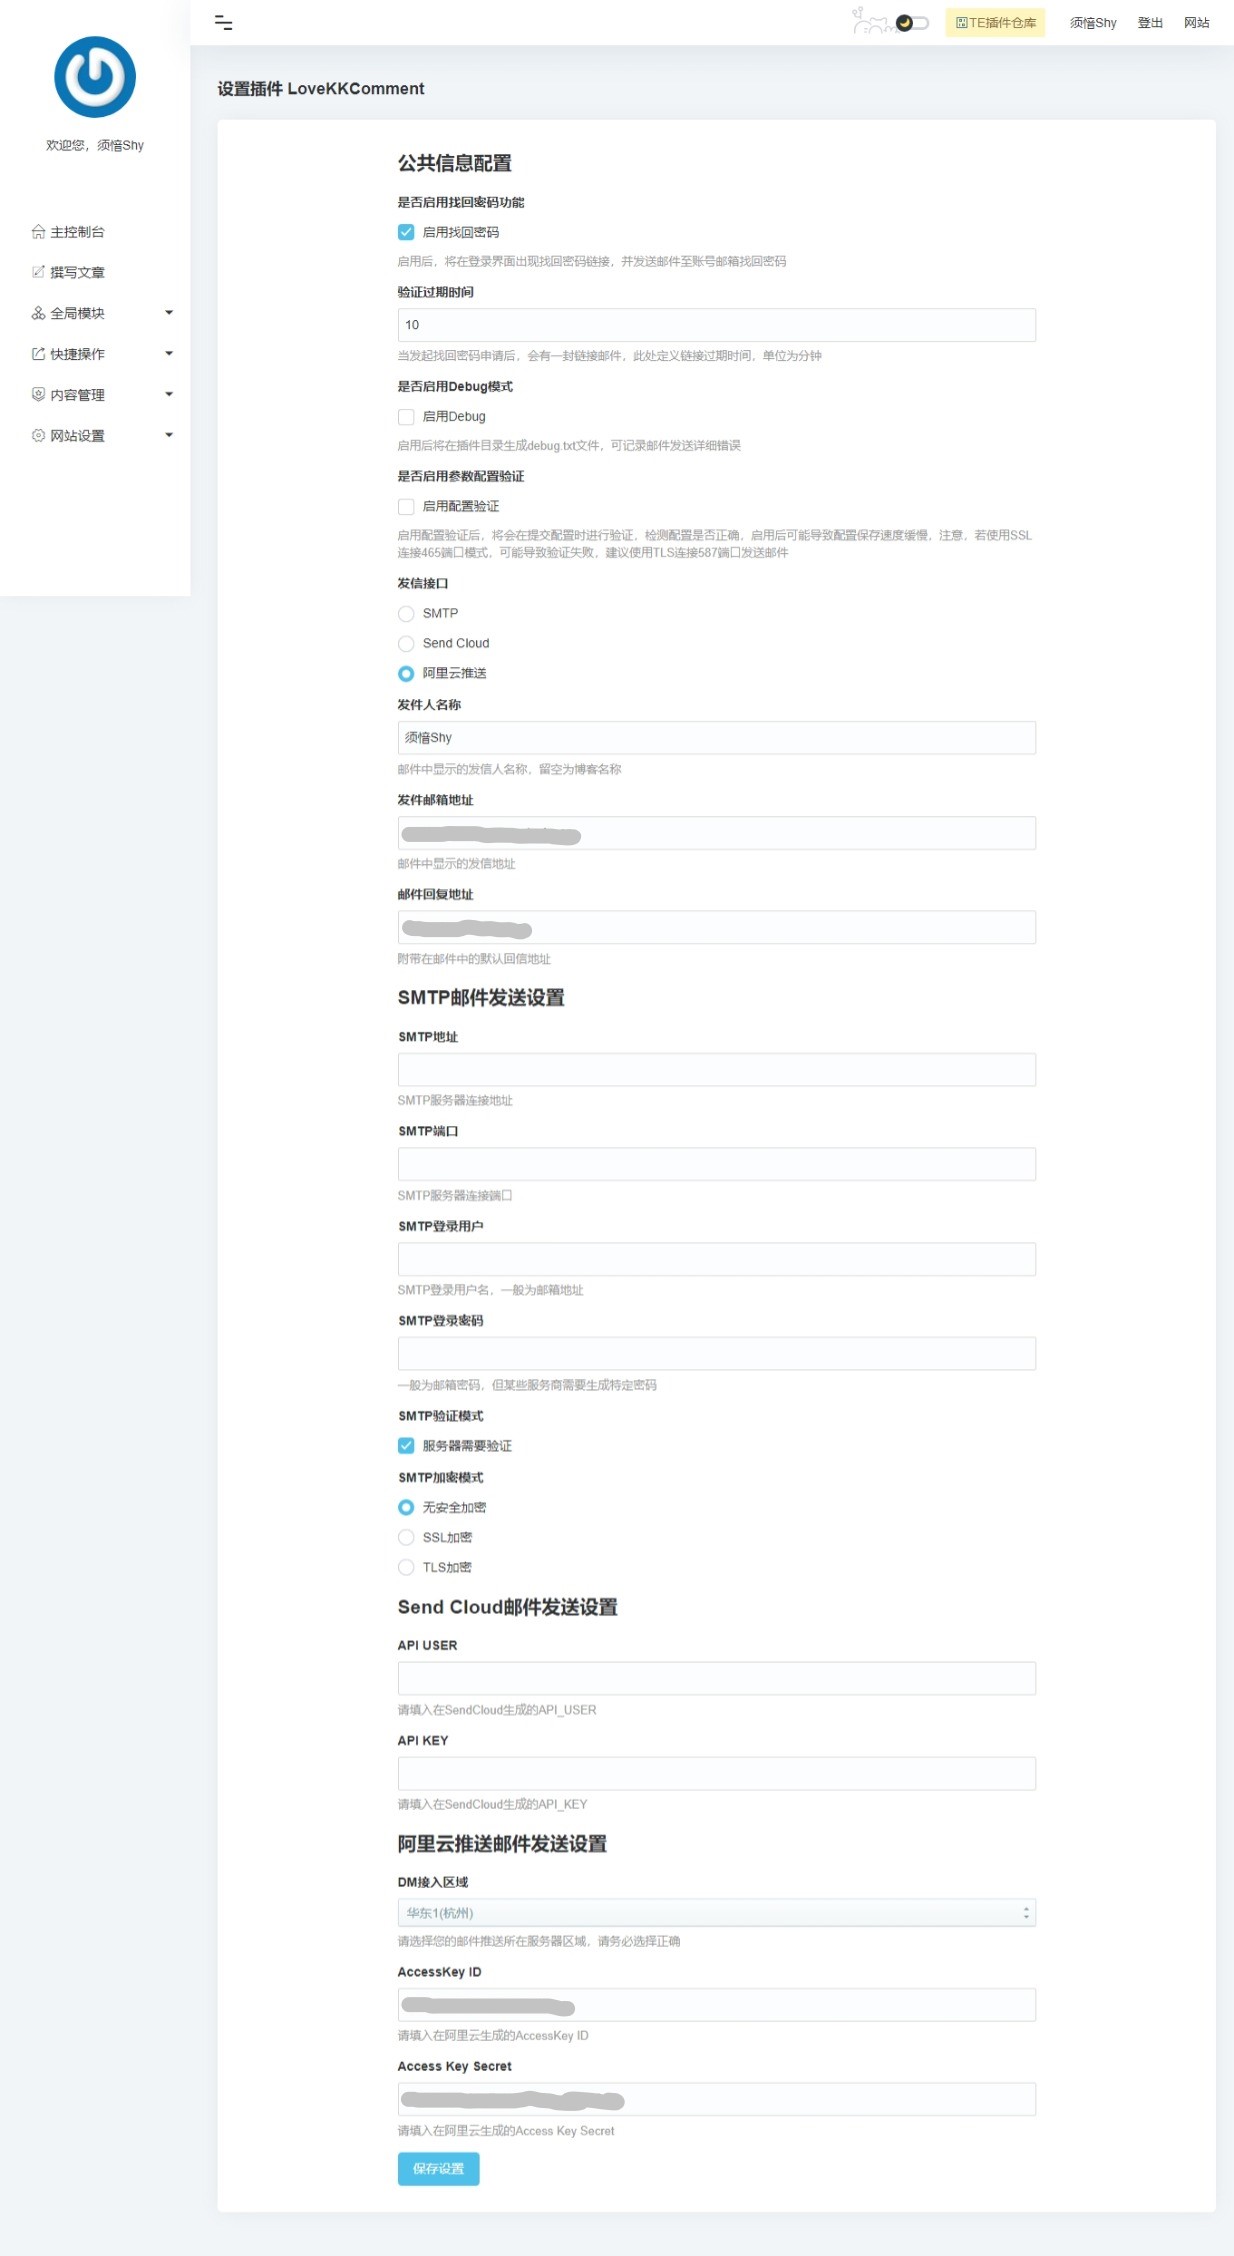 TE插件仓库
须愔Shy
登出
网站
欢迎您，须愔Shy
主控制台
撰写文章
全局模块
快捷操作
内容管理
网站设置
设置插件 LoveKKComment
公共信息配置
是否启用找回密码功能
启用找回密码
启用后，将在登录界面出现找回密码链接，并发送邮件至账号邮箱找回密码
验证过期时间
10
当发起找回密码申请后，会有一封链接邮件，此处定义链接过期时间，单位为分钟
是否启用Debug模式
启用Debug
启用后将在插件目录生成debug.txt文件，可记录邮件发送详细错误
是否启用参数配置验证
启用配置验证
启用配置验证后，将会在提交配置时进行验证，检测配置是否正确，启用后可能导致配置保存速度缓慢，注意，若使用SSL
连接465端口模式，可能导致验证失败，建议使用TLS连接587端口发送邮件
发信接口
SMTP
Send Cloud
阿里云推送
发件人名称
须愔Shy
邮件中显示的发信人名称，留空为博客名称
发件邮箱地址
邮件中显示的发信地址
邮件回复地址
附带在邮件中的默认回信地址
SMTP邮件发送设置
SMTP地址
SMTP服务器连接地址
SMTP端口
SMTP服务器连接端口
SMTP登录用户
SMTP登录用户名，一般为邮箱地址
SMTP登录密码
一般为邮箱密码，但某些服务商需要生成特定密码
SMTP验证模式
服务器需要验证
SMTP加密模式
无安全加密
SSL加密
TLS加密
Send Cloud邮件发送设置
API USER
请填入在SendCloud生成的API_USER
API KEY
请填入在SendCloud生成的API_KEY
阿里云推送邮件发送设置
DM接入区域
华东1(杭州)
请选择您的邮件推送所在服务器区域，请务必选择正确
AccessKey ID
请填入在阿里云生成的AccessKey ID
Access Key Secret
请填入在阿里云生成的Access Key Secret
保存设置